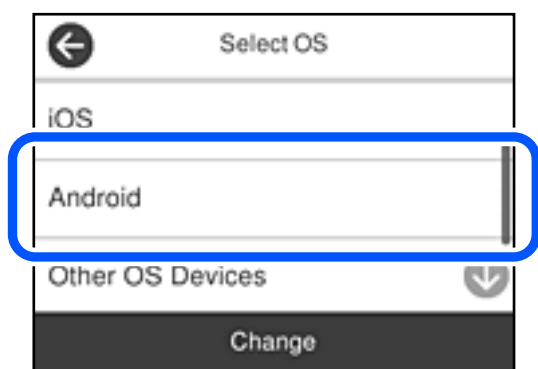 Select OS
iOS
Android
Other OS Devices
Change